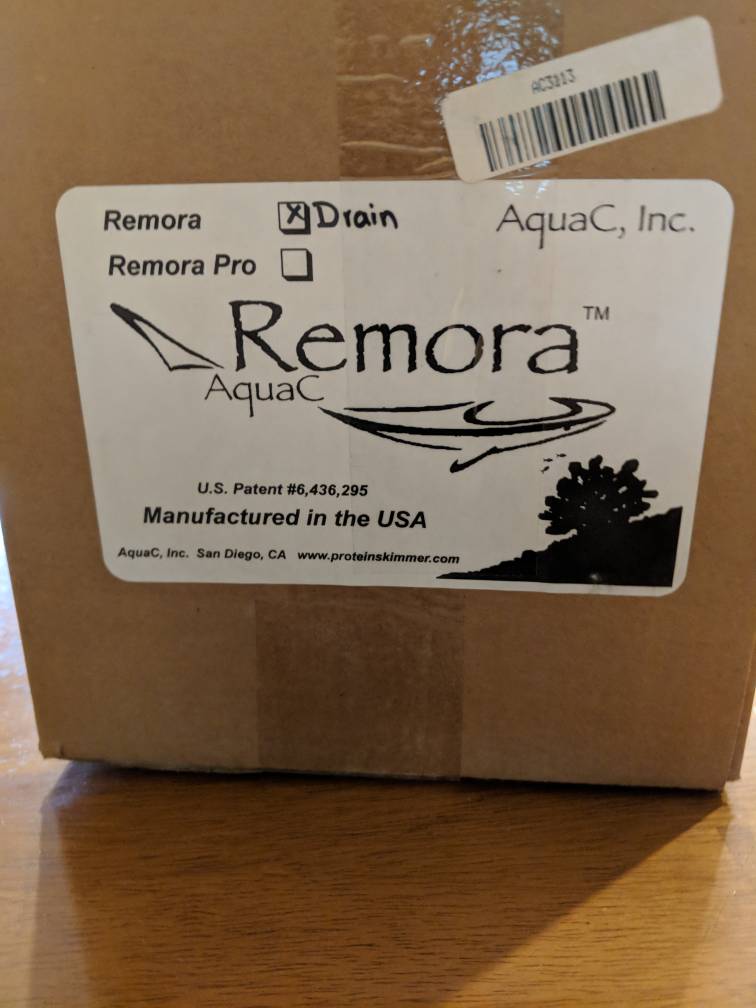 AC3113
Remora Drain AquaC, Inc.
Remora Pro
Remora™
AquaC
U.S. Patent #6,436,295
Manufactured in the USA
AquaC, Inc. San Diego, CA www.proteinskimmer.com